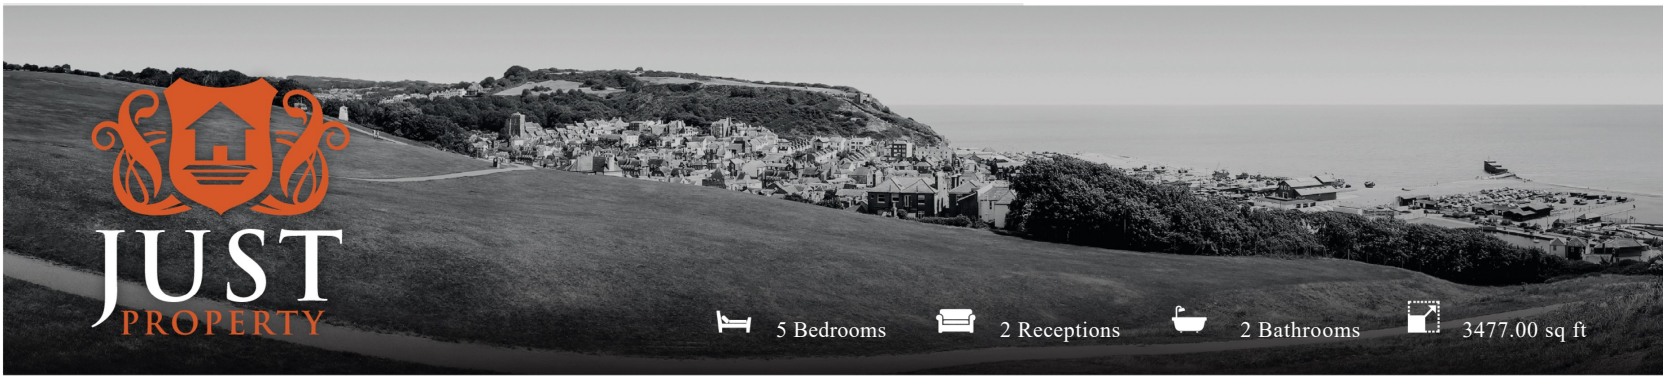 JUST
PROPERTY
5 Bedrooms
2 Receptions
2 Bathrooms
3477.00 sq ft